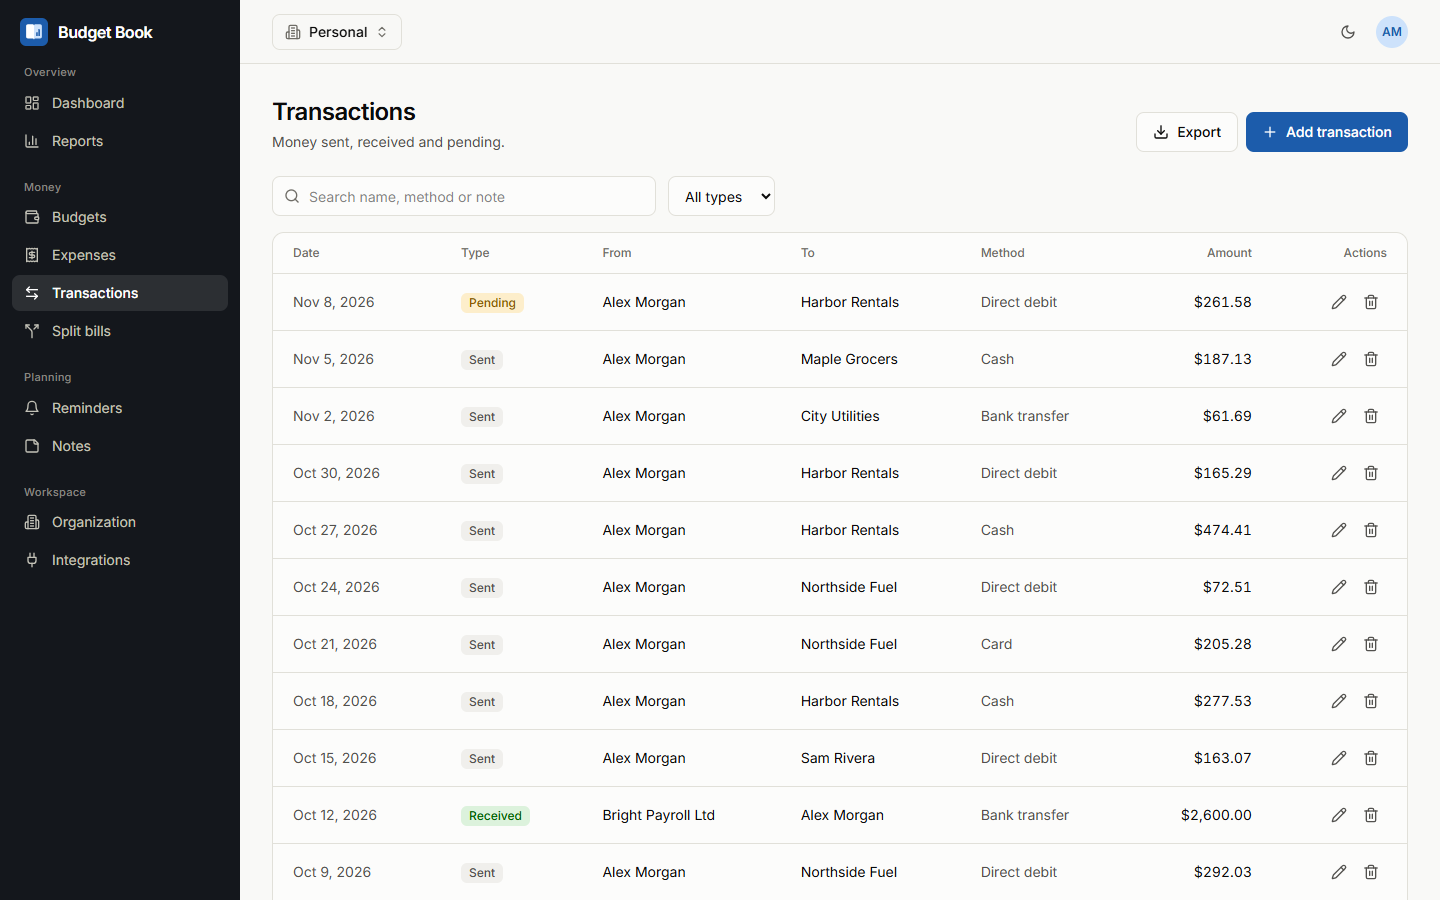 Budget Book
Overview
Dashboard
Reports
Money
Budgets
Expenses
Transactions
Split bills
Planning
Reminders
Notes
Workspace
Organization
Integrations
Personal
AM
Transactions
Money sent, received and pending.
Export
Add transaction
Search name, method or note
All types
Date Type From To Method Amount Actions
Nov 8, 2026 Pending Alex Morgan Harbor Rentals Direct debit $261.58
Nov 5, 2026 Sent Alex Morgan Maple Grocers Cash $187.13
Nov 2, 2026 Sent Alex Morgan City Utilities Bank transfer $61.69
Oct 30, 2026 Sent Alex Morgan Harbor Rentals Direct debit $165.29
Oct 27, 2026 Sent Alex Morgan Harbor Rentals Cash $474.41
Oct 24, 2026 Sent Alex Morgan Northside Fuel Direct debit $72.51
Oct 21, 2026 Sent Alex Morgan Northside Fuel Card $205.28
Oct 18, 2026 Sent Alex Morgan Harbor Rentals Cash $277.53
Oct 15, 2026 Sent Alex Morgan Sam Rivera Direct debit $163.07
Oct 12, 2026 Received Bright Payroll Ltd Alex Morgan Bank transfer $2,600.00
Oct 9, 2026 Sent Alex Morgan Northside Fuel Direct debit $292.03